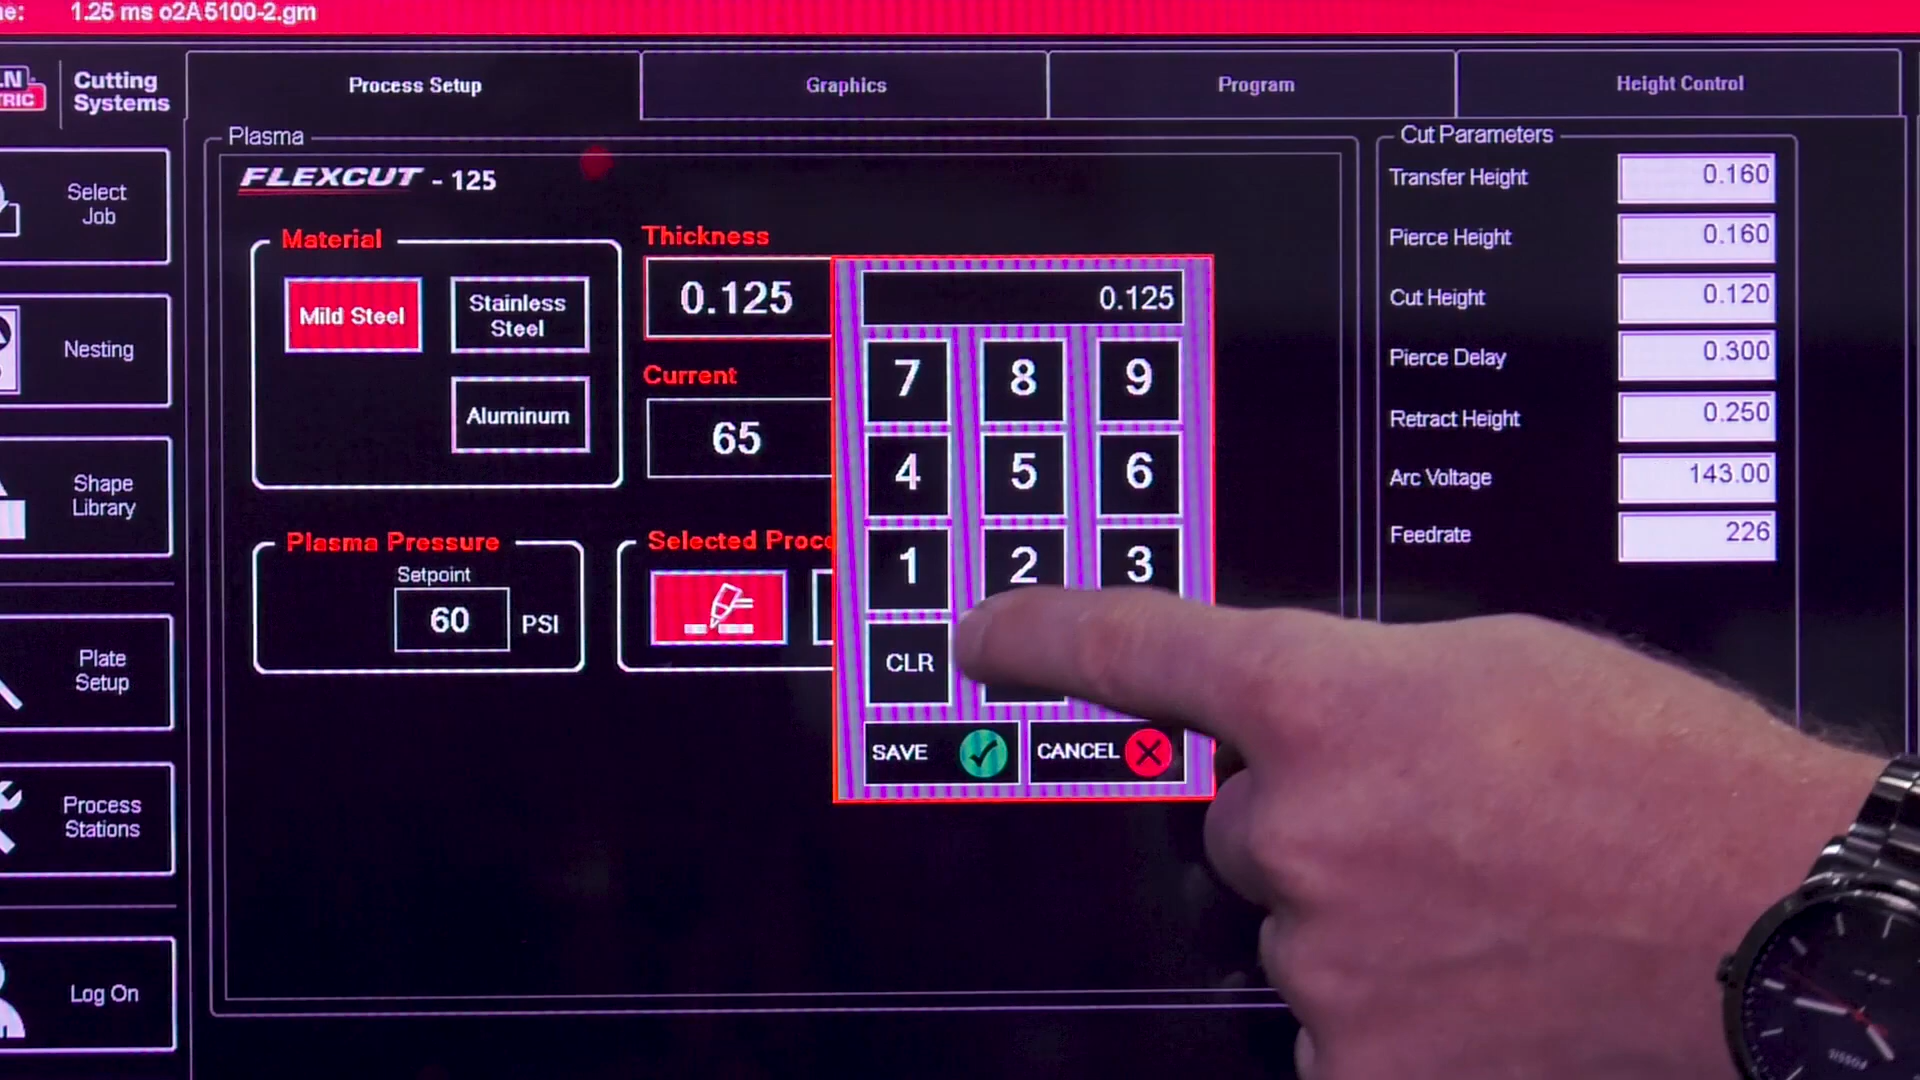 1.25 ms o2A5100-2.gm
Cutting
Systems
Process Setup
Graphics
Program
Height Control
Select
Job
Nesting
Shape
Library
Plate
Setup
Process
Stations
Log On
Plasma
FLEXCUT - 125
Material
Mild Steel
Stainless
Steel
Aluminum
Thickness
0.125
Current
65
Plasma Pressure
Setpoint
60 PSI
Selected
0.125
7 8 9
4 5 6
1 2 3
CLR
SAVE CANCEL
Cut Parameters
Transfer Height 0.160
Pierce Height 0.160
Cut Height 0.120
Pierce Delay 0.300
Retract Height 0.250
Arc Voltage 143.00
Feedrate 226
FOSSIL